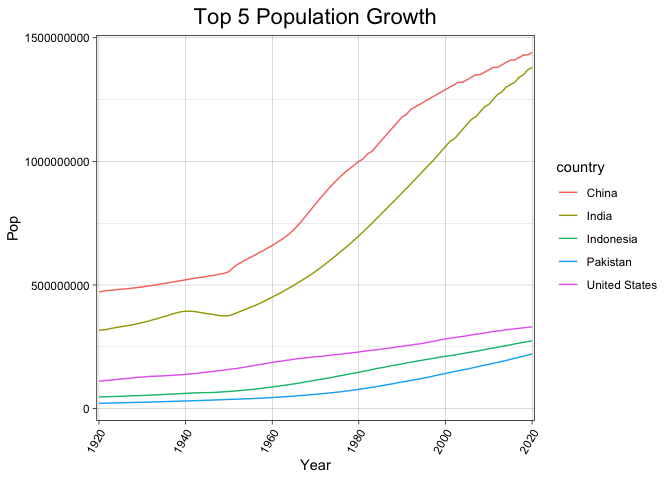 Top 5 Population Growth
1500000000
1000000000
500000000
0
Pop
1920
1940
1960
1980
2000
2020
Year
country
China
India
Indonesia
Pakistan
United States